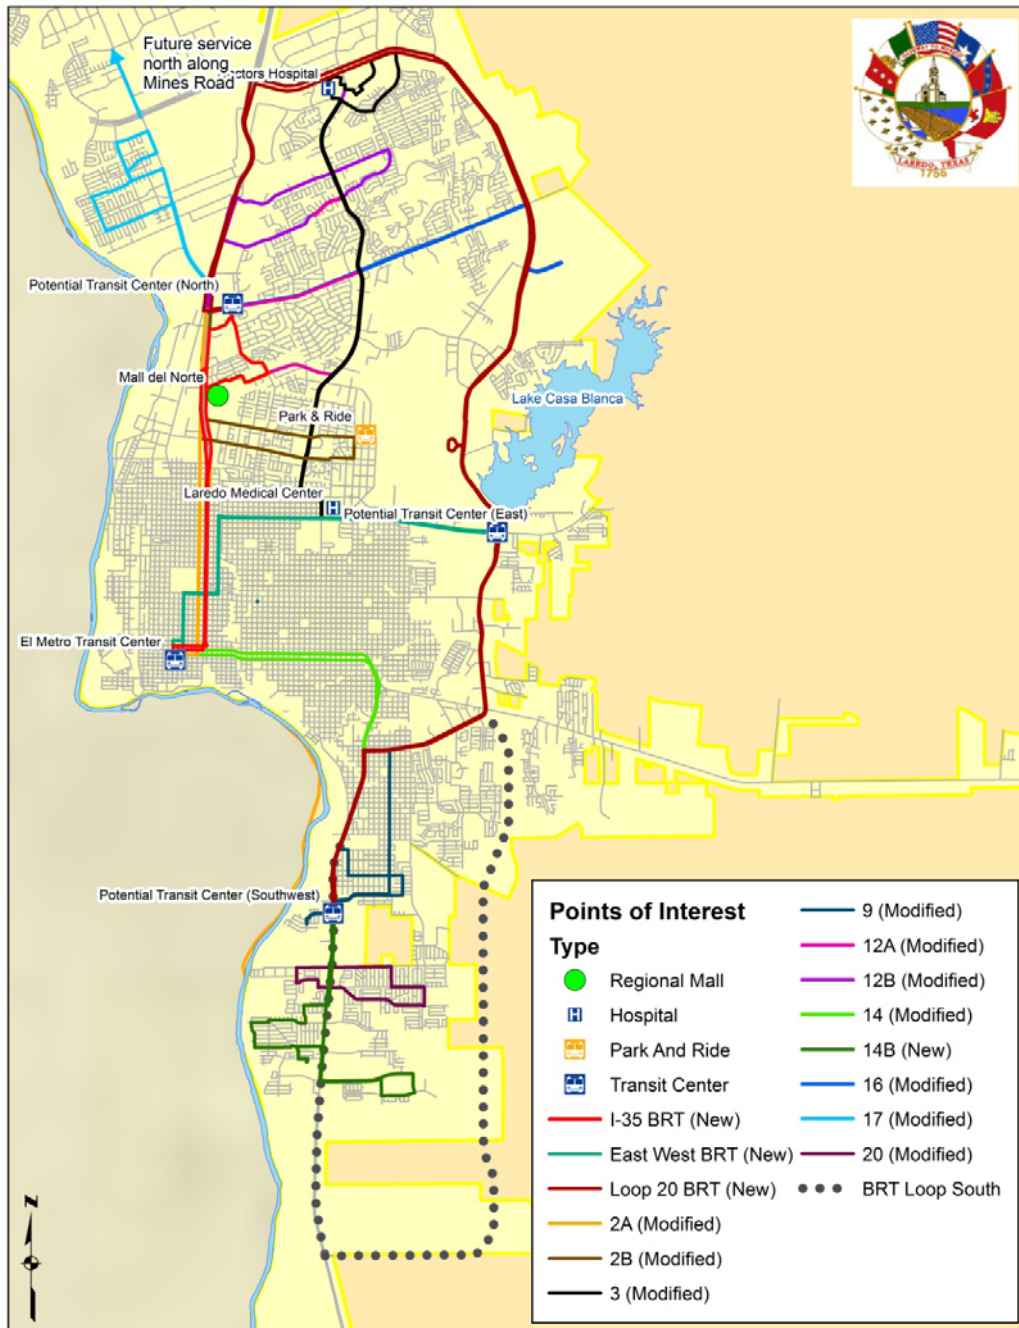 Future service
north along
Mines Road
Doctors Hospital
GATEWAY TO MEXICO
LAREDO, TEXAS
1755
Potential Transit Center (North)
Mall del Norte
Lake Casa Blanca
Park & Ride
Laredo Medical Center
Potential Transit Center (East)
El Metro Transit Center
Potential Transit Center (Southwest)
Points of Interest
Type
Regional Mall
H Hospital
Park And Ride
Transit Center
I-35 BRT (New)
East West BRT (New)
Loop 20 BRT (New)
2A (Modified)
2B (Modified)
3 (Modified)
9 (Modified)
12A (Modified)
12B (Modified)
14 (Modified)
14B (New)
16 (Modified)
17 (Modified)
20 (Modified)
BRT Loop South
N